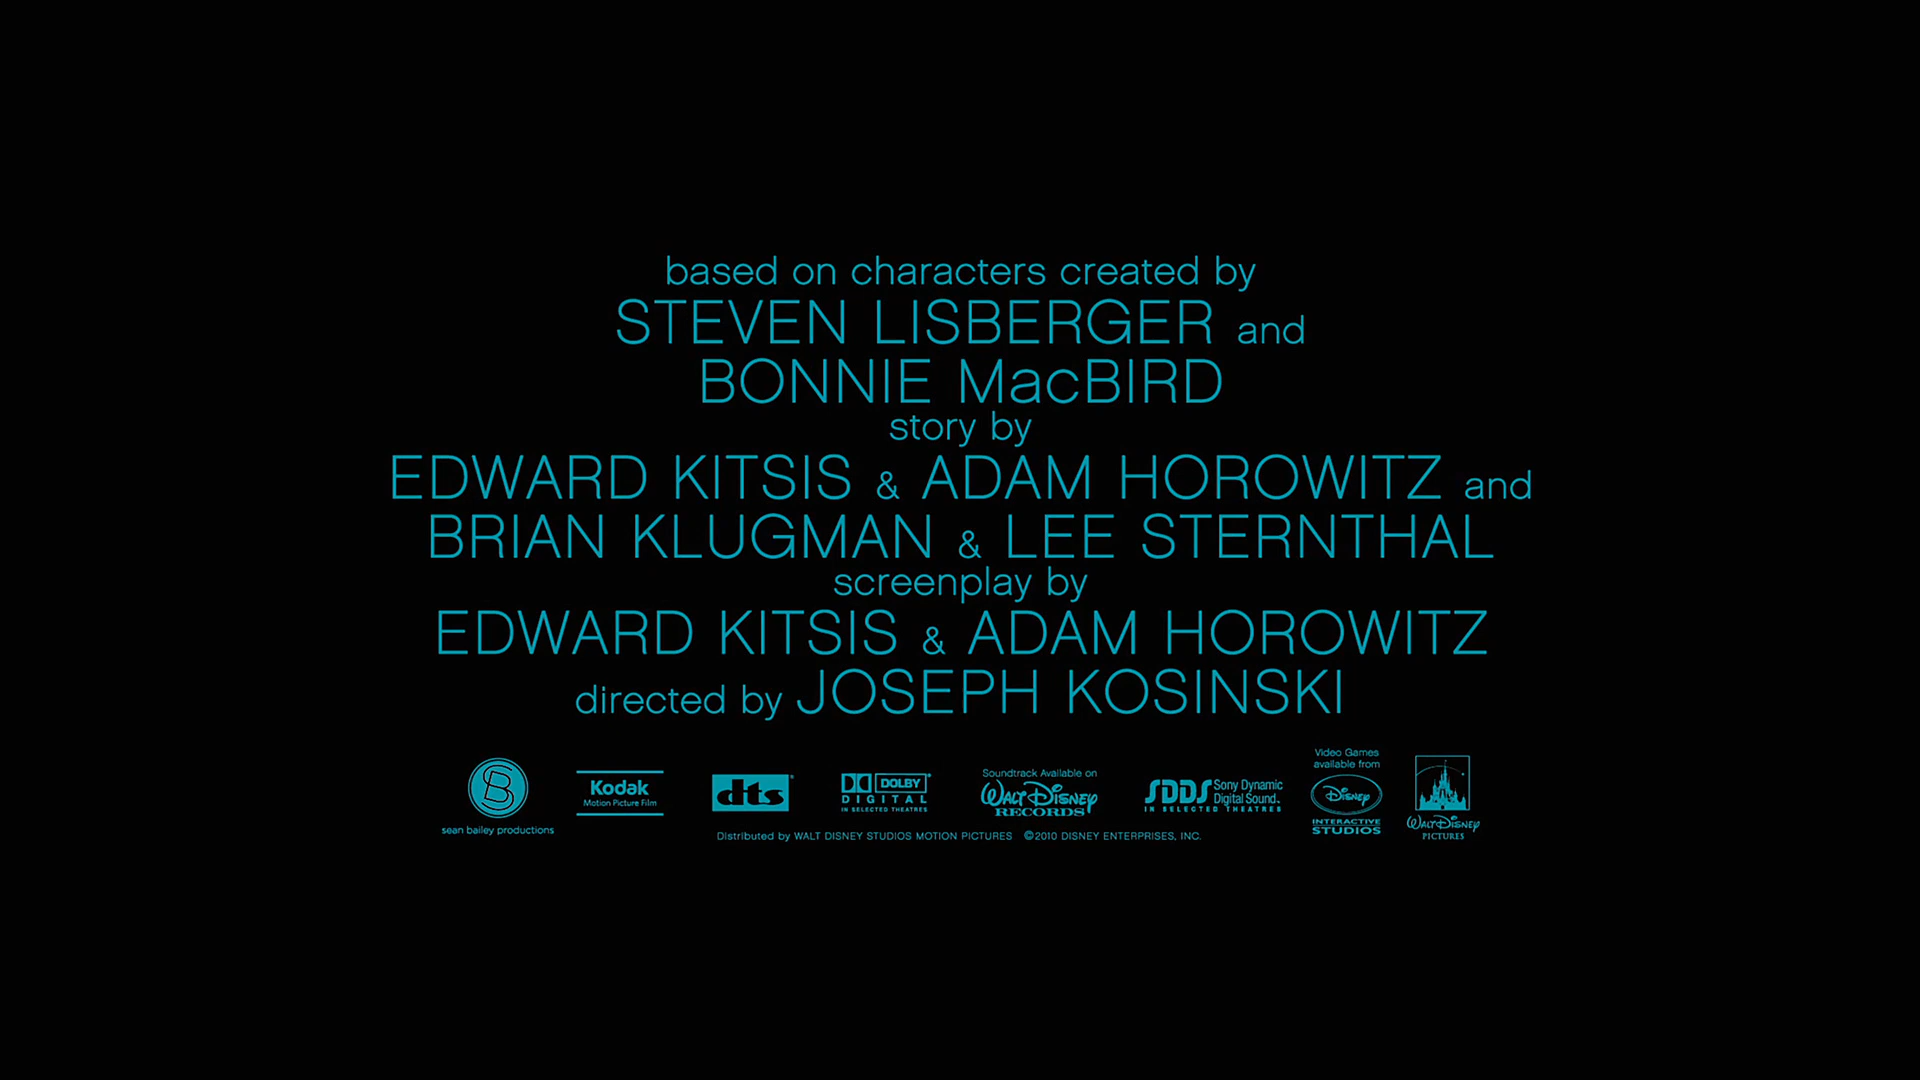 based on characters created by
STEVEN LISBERGER and
BONNIE MacBIRD
story by
EDWARD KITSIS & ADAM HOROWITZ and
BRIAN KLUGMAN & LEE STERNTHAL
screenplay by
EDWARD KITSIS & ADAM HOROWITZ
directed by JOSEPH KOSINSKI
SB
sean bailey productions
Kodak
Motion Picture Film
dts
DOLBY
DIGITAL
IN SELECTED THEATRES
Soundtrack Available on
WALT DISNEY
RECORDS
SDDS Sony Dynamic
Digital Sound.
IN SELECTED THEATRES
Video Games
available from
Disney
INTERACTIVE
STUDIOS
WALT DISNEY
PICTURES
Distributed by WALT DISNEY STUDIOS MOTION PICTURES ©2010 DISNEY ENTERPRISES, INC.